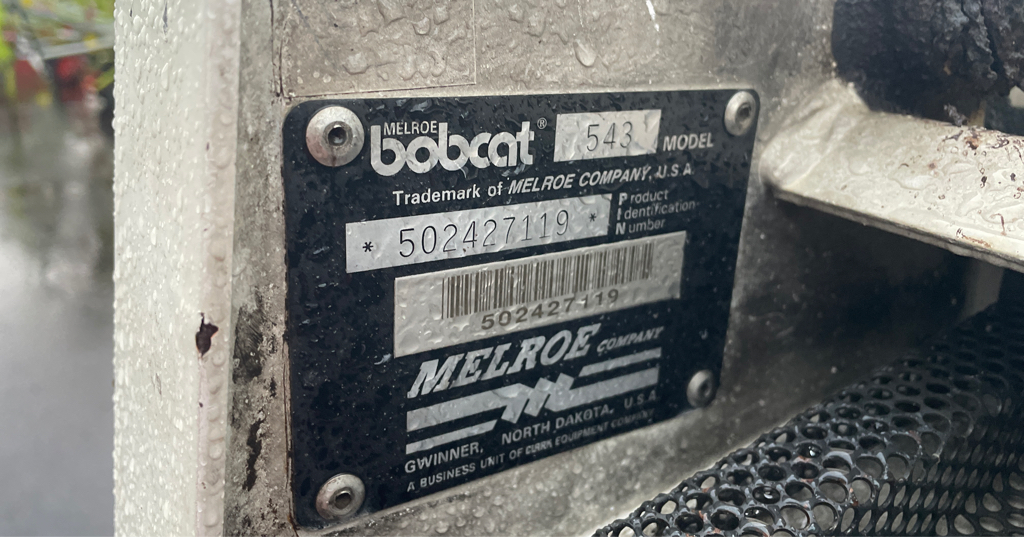 MELROE
bobcat® 543 MODEL
Trademark of MELROE COMPANY, U.S.A
* 502427119 * Product Identification Number
502427119
MELROE COMPANY
GWINNER, NORTH DAKOTA, U.S.A
A BUSINESS UNIT OF CLARK EQUIPMENT COMPANY